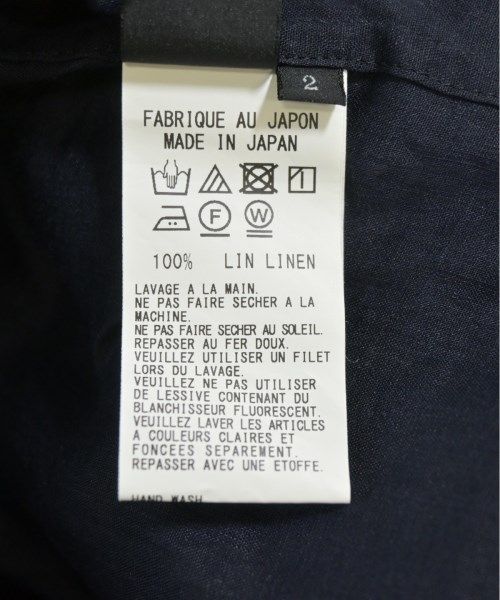 2
FABRIQUE AU JAPON
MADE IN JAPAN
F W
100% LIN LINEN
LAVAGE A LA MAIN.
NE PAS FAIRE SECHER A LA
MACHINE.
NE PAS FAIRE SECHER AU SOLEIL.
REPASSER AU FER DOUX.
VEUILLEZ UTILISER UN FILET
LORS DU LAVAGE.
VEUILLEZ NE PAS UTILISER
DE LESSIVE CONTENANT DU
BLANCHISSEUR FLUORESCENT.
VEUILLEZ LAVER LES ARTICLES
A COULEURS CLAIRES ET
FONCEES SEPAREMENT.
REPASSER AVEC UNE ETOFFE.
HAND WASH